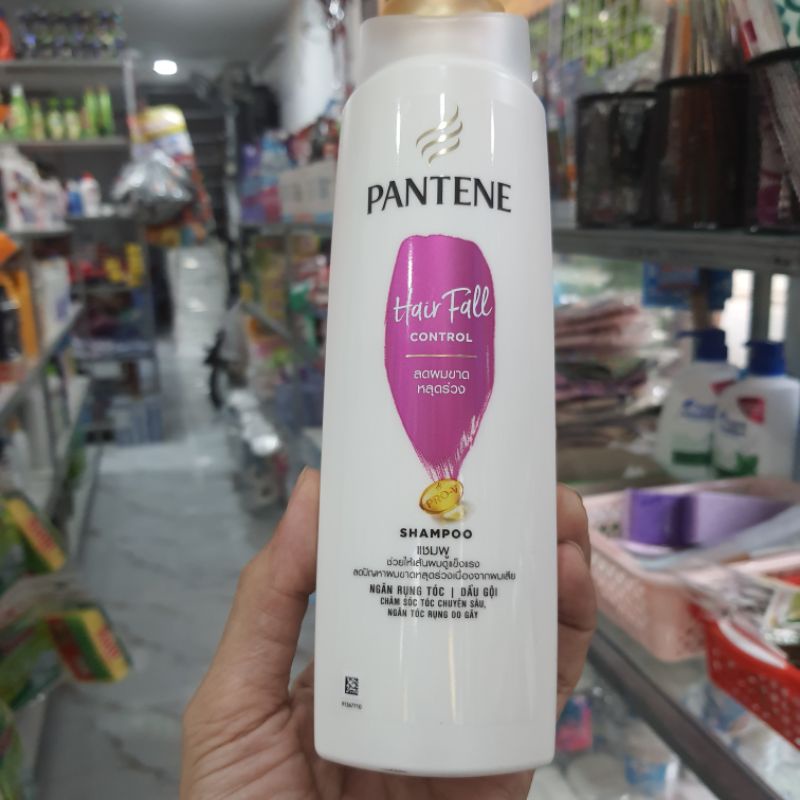 PANTENE
Hair Fall
CONTROL
ลดผมขาด
หลุดร่วง
PRO-V
SHAMPOO
แชมพู
ช่วยให้เส้นผมดูแข็งแรง
ลดปัญหาผมขาดหลุดร่วงเนื่องจากผมเสีย
NGĂN RỤNG TÓC | DẦU GỘI
CHĂM SÓC TÓC CHUYÊN SÂU,
NGĂN TÓC RỤNG DO GÃY